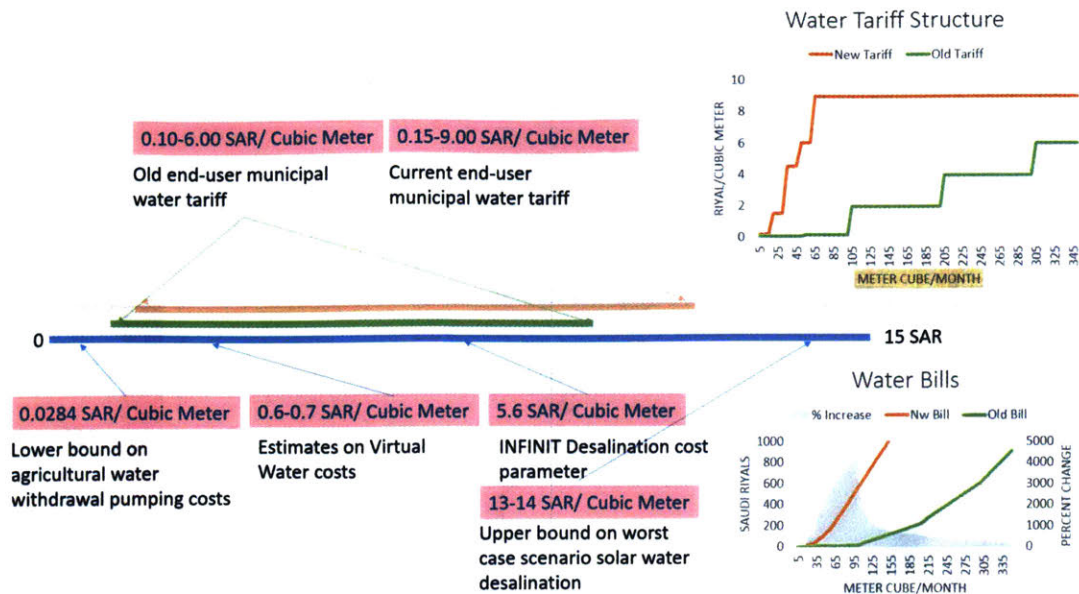 Water Tariff Structure
New Tariff
Old Tariff
10
8
6
4
2
0
RIYAL/CUBIC METER
5 25 45 65 85 105 125 145 165 185 205 225 245 265 285 305 325 345
METER CUBE/MONTH
0.10-6.00 SAR/ Cubic Meter
Old end-user municipal
water tariff
0.15-9.00 SAR/ Cubic Meter
Current end-user
municipal water tariff
0
15 SAR
0.0284 SAR/ Cubic Meter
Lower bound on
agricultural water
withdrawal pumping costs
0.6-0.7 SAR/ Cubic Meter
Estimates on Virtual
Water costs
5.6 SAR/ Cubic Meter
INFINIT Desalination cost
parameter
13-14 SAR/ Cubic Meter
Upper bound on worst
case scenario solar water
desalination
Water Bills
% Increase
Nw Bill
Old Bill
1000
800
600
400
200
0
SAUDI RIYALS
5000
4000
3000
2000
1000
0
PERCENT CHANGE
5 35 65 95 125 155 185 215 245 275 305 335
METER CUBE/MONTH